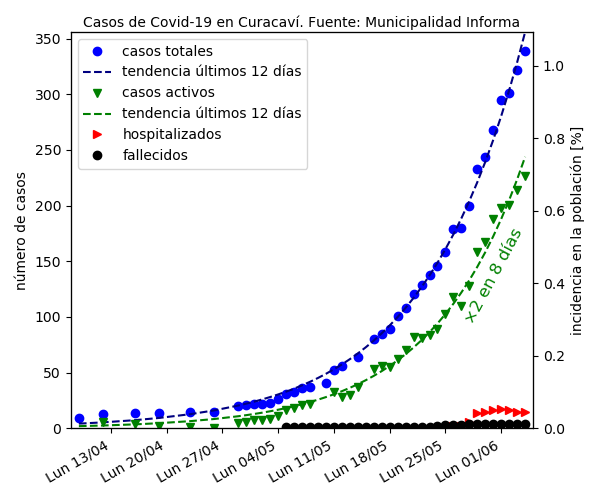 Casos de Covid-19 en Curacaví. Fuente: Municipalidad Informa
casos totales
tendencia últimos 12 días
casos activos
tendencia últimos 12 días
hospitalizados
fallecidos
número de casos
350
300
250
200
150
100
50
0
×2 en 8 días
incidencia en la población [%]
1.0
0.8
0.6
0.4
0.2
0.0
Lun 13/04
Lun 20/04
Lun 27/04
Lun 04/05
Lun 11/05
Lun 18/05
Lun 25/05
Lun 01/06